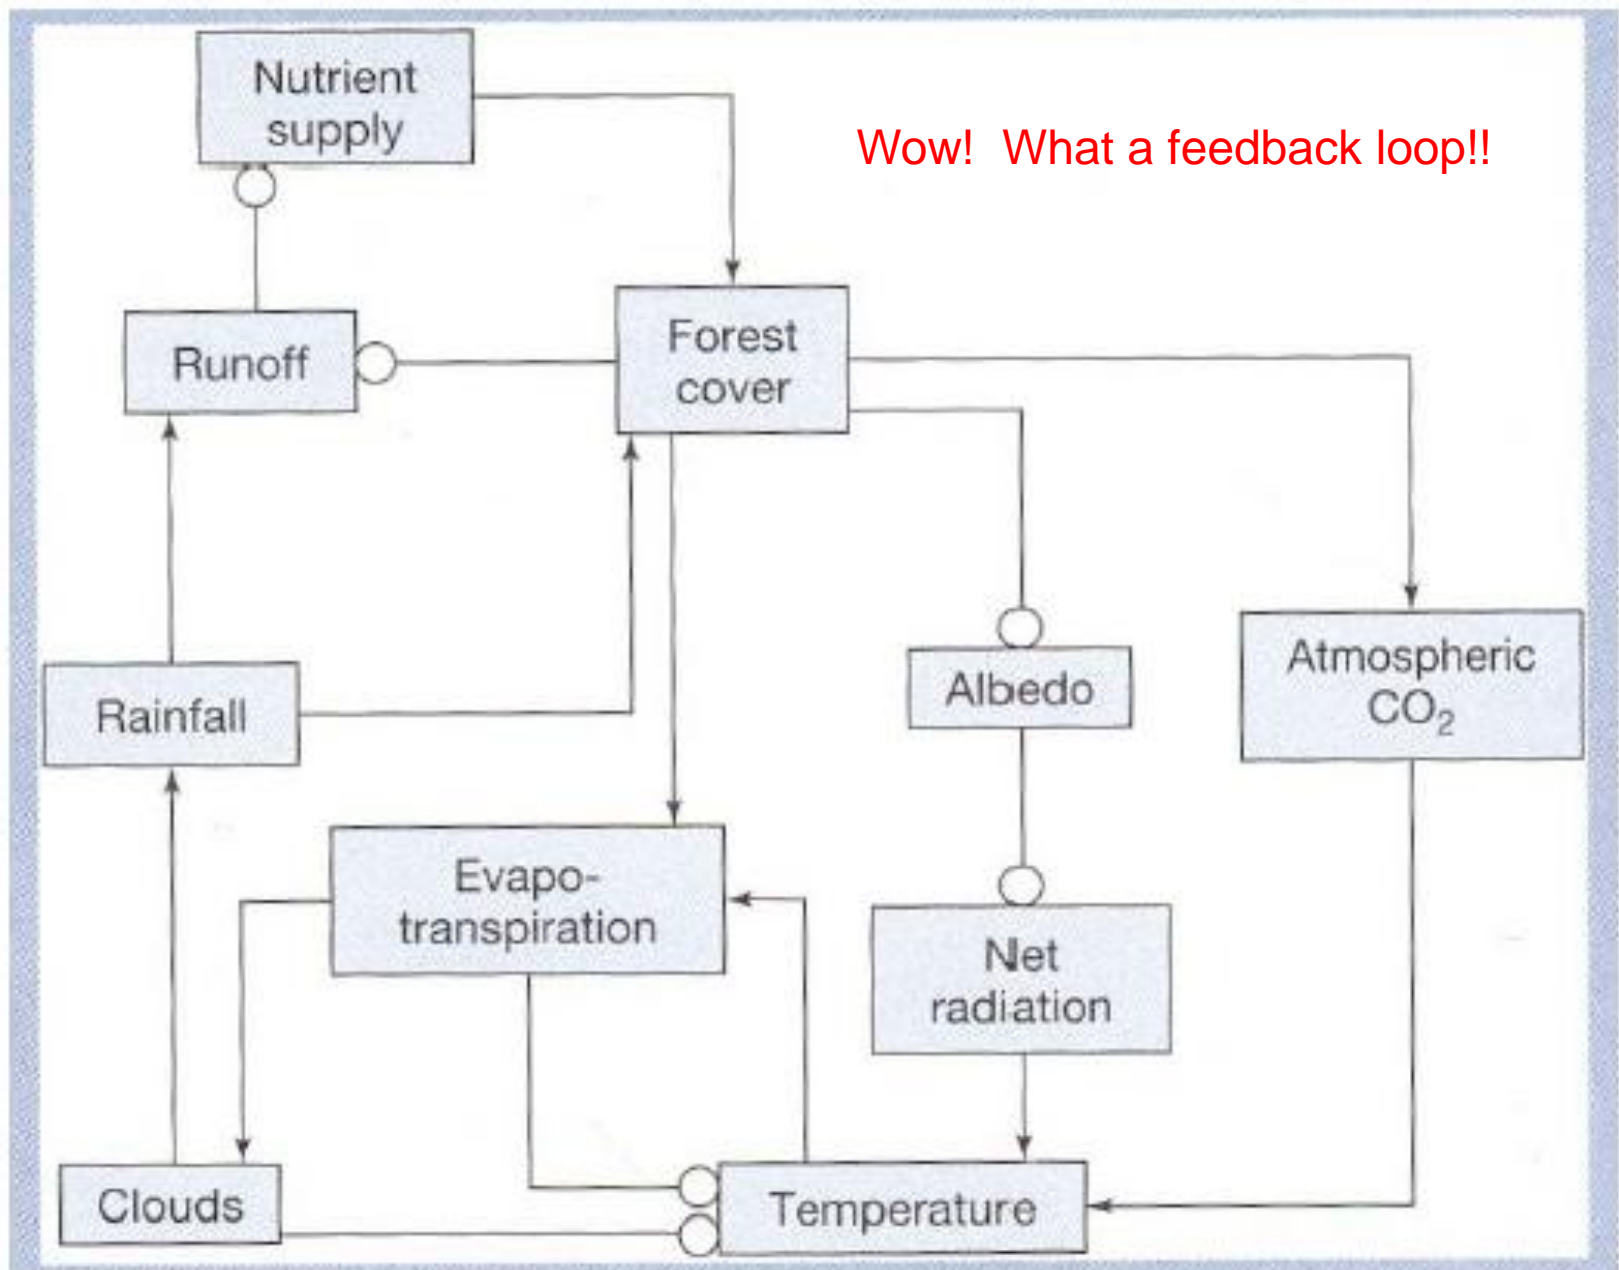 Nutrient
supply
Wow!  What a feedback loop!!
Runoff
Forest
cover
Rainfall
Albedo
Atmospheric
CO₂
Evapo-
transpiration
Net
radiation
Clouds
Temperature